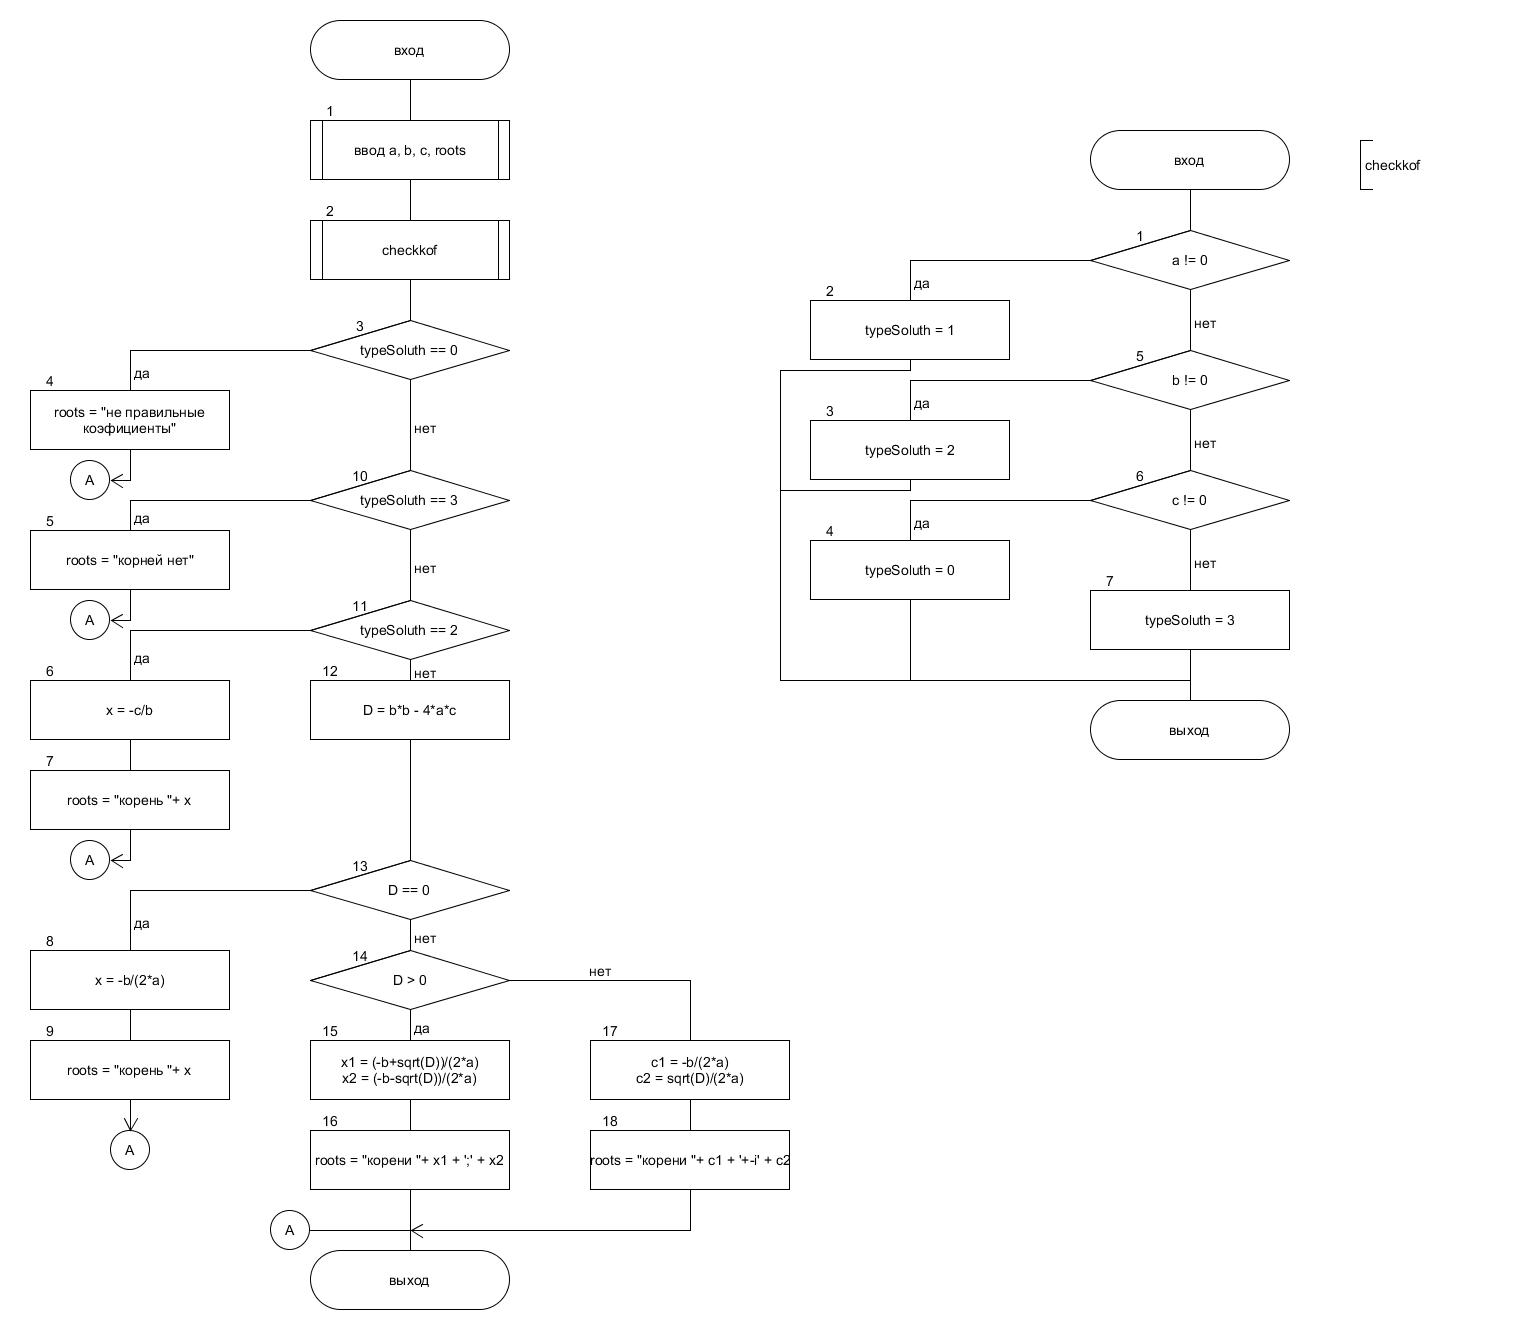 вход
1
ввод a, b, c, roots
2
checkkof
3
typeSoluth == 0
да
нет
4
roots = "не правильные
коэфициенты"
A
10
typeSoluth == 3
да
нет
5
roots = "корней нет"
A
11
typeSoluth == 2
да
нет
6
x = -c/b
12
D = b*b - 4*a*c
7
roots = "корень "+ x
A
13
D == 0
да
нет
8
x = -b/(2*a)
14
D > 0
нет
да
9
roots = "корень "+ x
A
15
x1 = (-b+sqrt(D))/(2*a)
x2 = (-b-sqrt(D))/(2*a)
17
c1 = -b/(2*a)
c2 = sqrt(D)/(2*a)
16
roots = "корени "+ x1 + ';' + x2
18
roots = "корени "+ c1 + '+-i' + c2
A
выход
вход
checkkof
1
a != 0
да
нет
2
typeSoluth = 1
5
b != 0
да
нет
3
typeSoluth = 2
6
c != 0
да
нет
4
typeSoluth = 0
7
typeSoluth = 3
выход